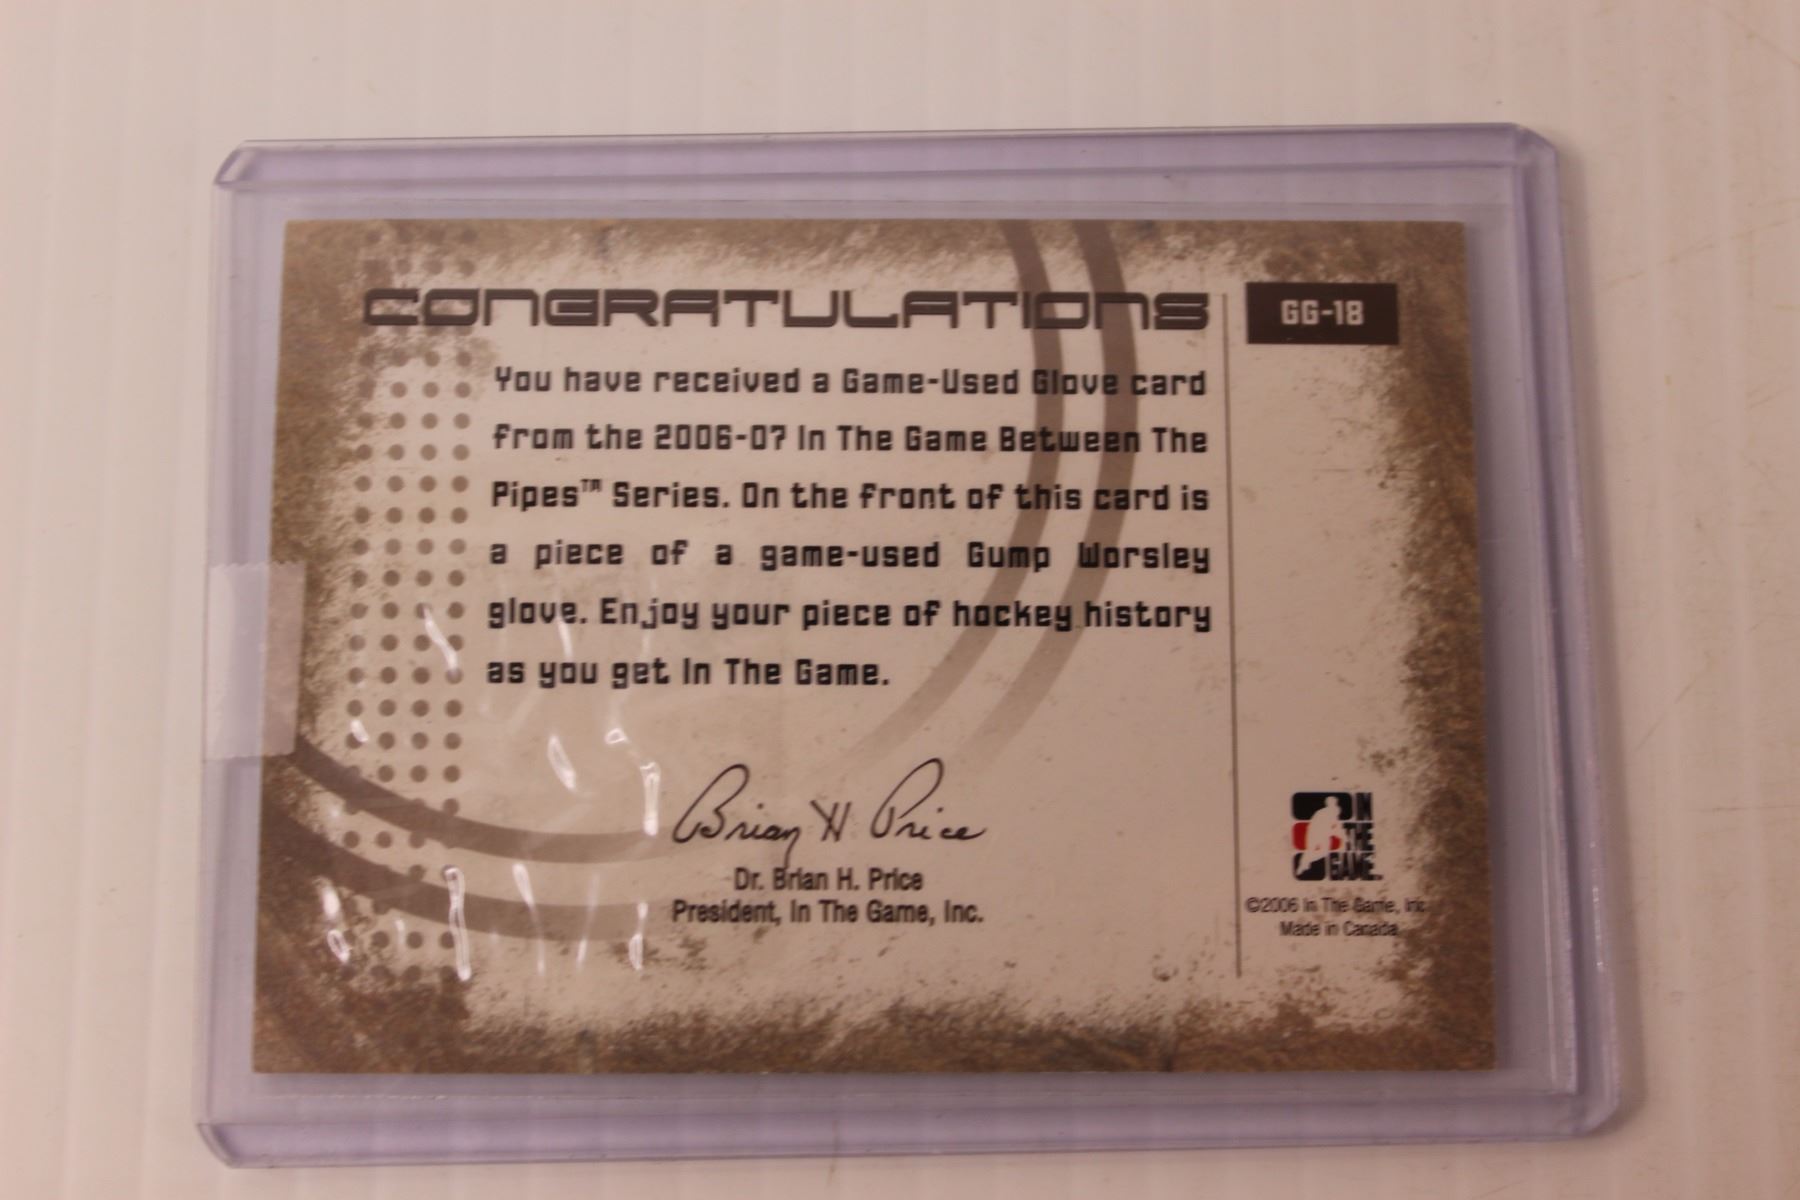 CONGRATULATIONS
GG-18
You have received a Game-Used Glove card
from the 2006-07 In The Game Between The
Pipes™ Series. On the front of this card is
a piece of a game-used Gump Worsley
glove. Enjoy your piece of hockey history
as you get In The Game.
Brian H Price
Dr. Brian H. Price
President, In The Game, Inc.
IN
THE
GAME.
©2006 In The Game, Inc.
Made in Canada